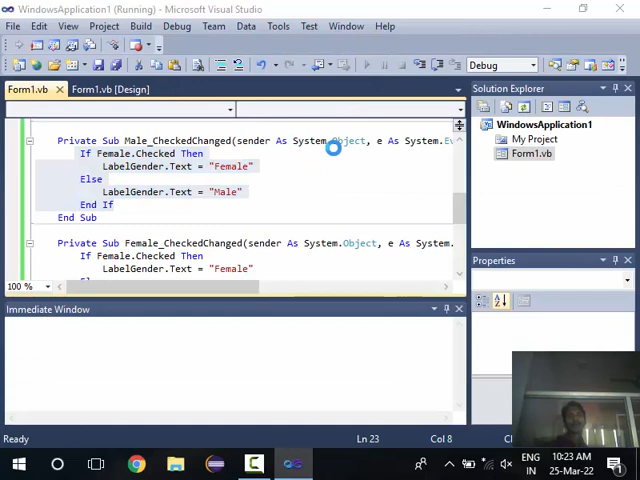 WindowsApplication1 (Running) - Microsoft Visual Studio
File Edit View Project Build Debug Team Data Tools Test Window Help
Debug
Form1.vb Form1.vb [Design]
Solution Explorer
WindowsApplication1
My Project
Form1.vb
Private Sub Male_CheckedChanged(sender As System.Object, e As System.Ev
If Female.Checked Then
LabelGender.Text = "Female"
Else
LabelGender.Text = "Male"
End If
End Sub
Private Sub Female_CheckedChanged(sender As System.Object, e As System.
If Female.Checked Then
LabelGender.Text = "Female"
100 %
Properties
Immediate Window
Ready Ln 23 Col 8
ENG
IN
10:23 AM
25-Mar-22